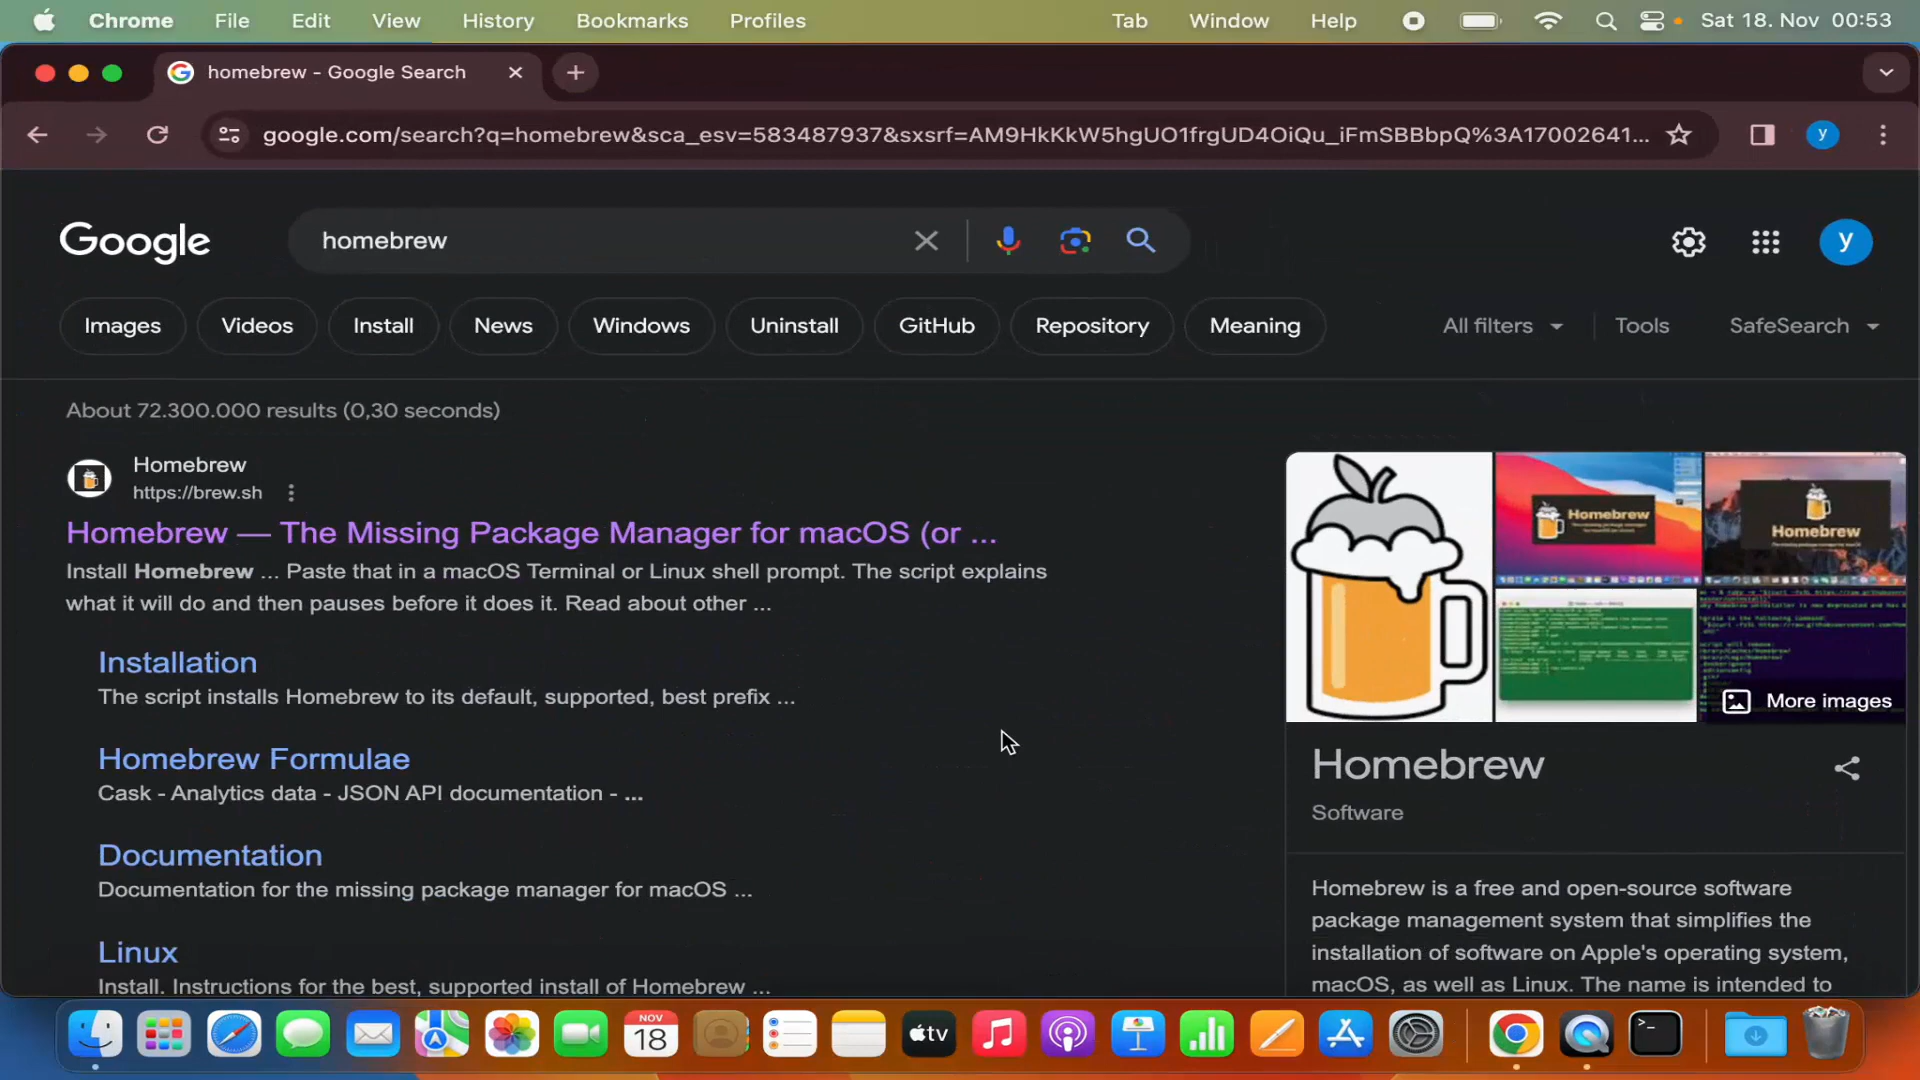 Chrome File Edit View History Bookmarks Profiles Tab Window Help Sat 18. Nov 00:53
homebrew - Google Search
google.com/search?q=homebrew&sca_esv=583487937&sxsrf=AM9HkKkW5hgUO1frgUD4OiQu_iFmSBBbpQ%3A17002641... y
Google homebrew y
Images Videos Install News Windows Uninstall GitHub Repository Meaning All filters Tools SafeSearch
About 72.300.000 results (0,30 seconds)
Homebrew
https://brew.sh
Homebrew — The Missing Package Manager for macOS (or ...
Install Homebrew ... Paste that in a macOS Terminal or Linux shell prompt. The script explains
what it will do and then pauses before it does it. Read about other ...
Installation
The script installs Homebrew to its default, supported, best prefix ...
Homebrew Formulae
Cask - Analytics data - JSON API documentation - ...
Documentation
Documentation for the missing package manager for macOS ...
Linux
Install. Instructions for the best, supported install of Homebrew ...
Homebrew
Homebrew
More images
Homebrew
Software
Homebrew is a free and open-source software
package management system that simplifies the
installation of software on Apple's operating system,
macOS, as well as Linux. The name is intended to
NOV
18
tv
>_